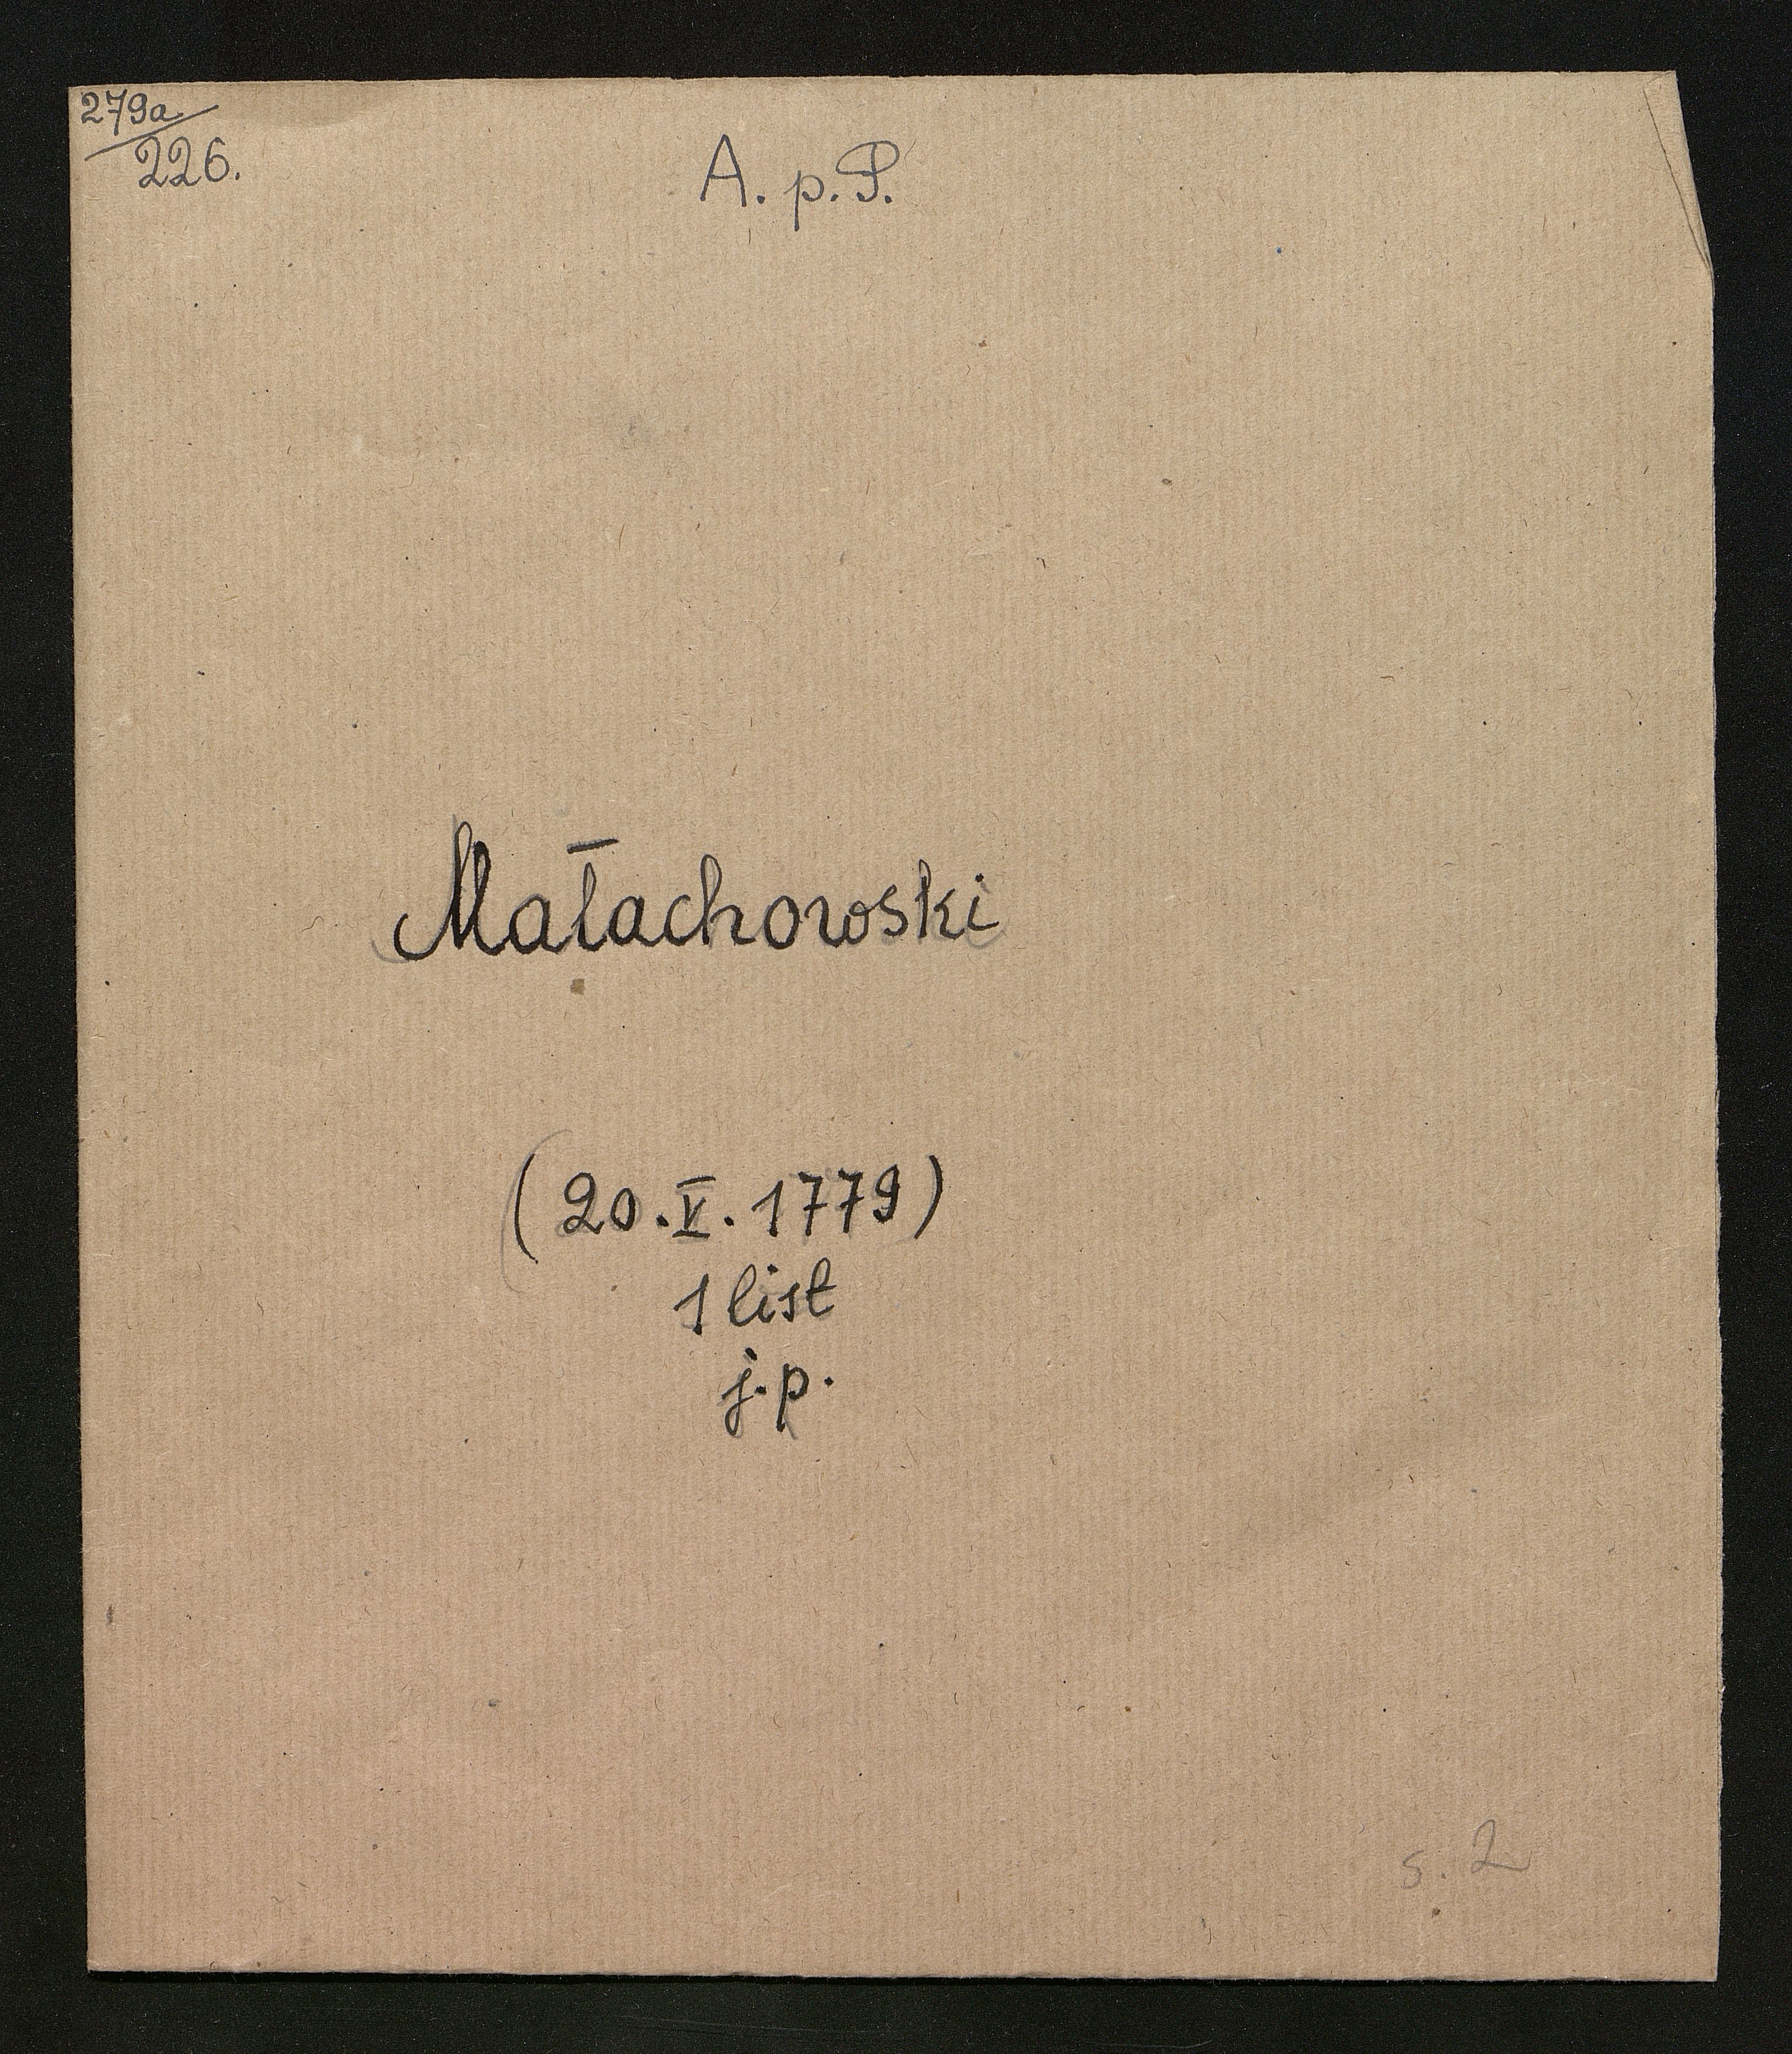 279a/226.
A. p. P.
Małachowski
(20.V.1779)
1 list
j.p.
s. 2